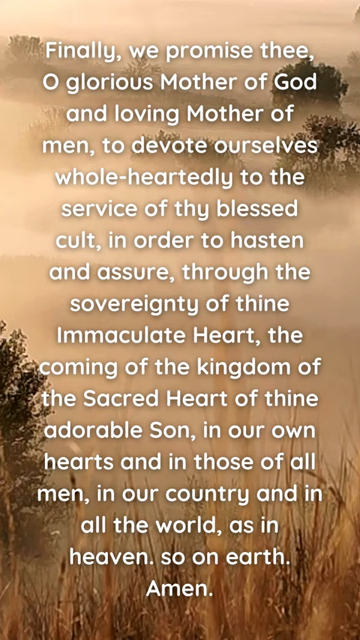 Finally, we promise thee,
O glorious Mother of God
and loving Mother of
men, to devote ourselves
whole-heartedly to the
service of thy blessed
cult, in order to hasten
and assure, through the
sovereignty of thine
Immaculate Heart, the
coming of the kingdom of
the Sacred Heart of thine
adorable Son, in our own
hearts and in those of all
men, in our country and in
all the world, as in
heaven. so on earth.
Amen.